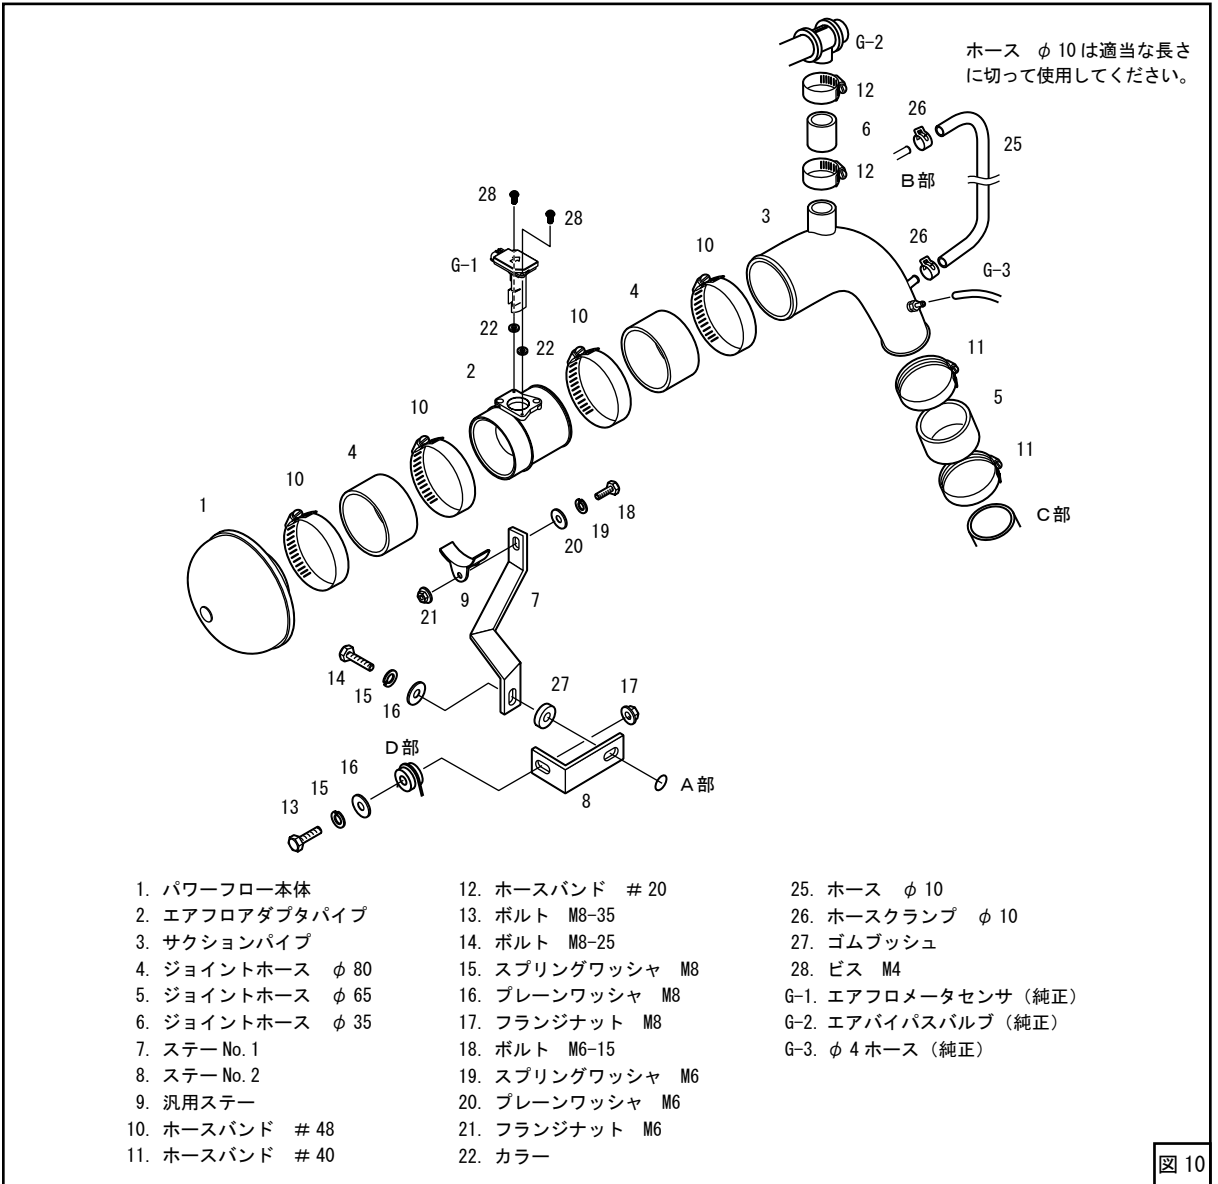 G-2
ホース φ10は適当な長さ
に切って使用してください。
12
6
12
26
25
B部
28
28
3
26
G-1
10
G-3
4
22
10
22
2
11
10
5
4
11
10
1
18
C部
19
20
9
7
21
14
27
17
15
16
D部
16
15
A部
13
8
1. パワーフロー本体
2. エアフロアダプタパイプ
3. サクションパイプ
4. ジョイントホース φ80
5. ジョイントホース φ65
6. ジョイントホース φ35
7. ステーNo.1
8. ステーNo.2
9. 汎用ステー
10. ホースバンド #48
11. ホースバンド #40
12. ホースバンド #20
13. ボルト M8-35
14. ボルト M8-25
15. スプリングワッシャ M8
16. プレーンワッシャ M8
17. フランジナット M8
18. ボルト M6-15
19. スプリングワッシャ M6
20. プレーンワッシャ M6
21. フランジナット M6
22. カラー
25. ホース φ10
26. ホースクランプ φ10
27. ゴムブッシュ
28. ビス M4
G-1. エアフロメータセンサ（純正）
G-2. エアバイパスバルブ（純正）
G-3. φ4ホース（純正）
図10